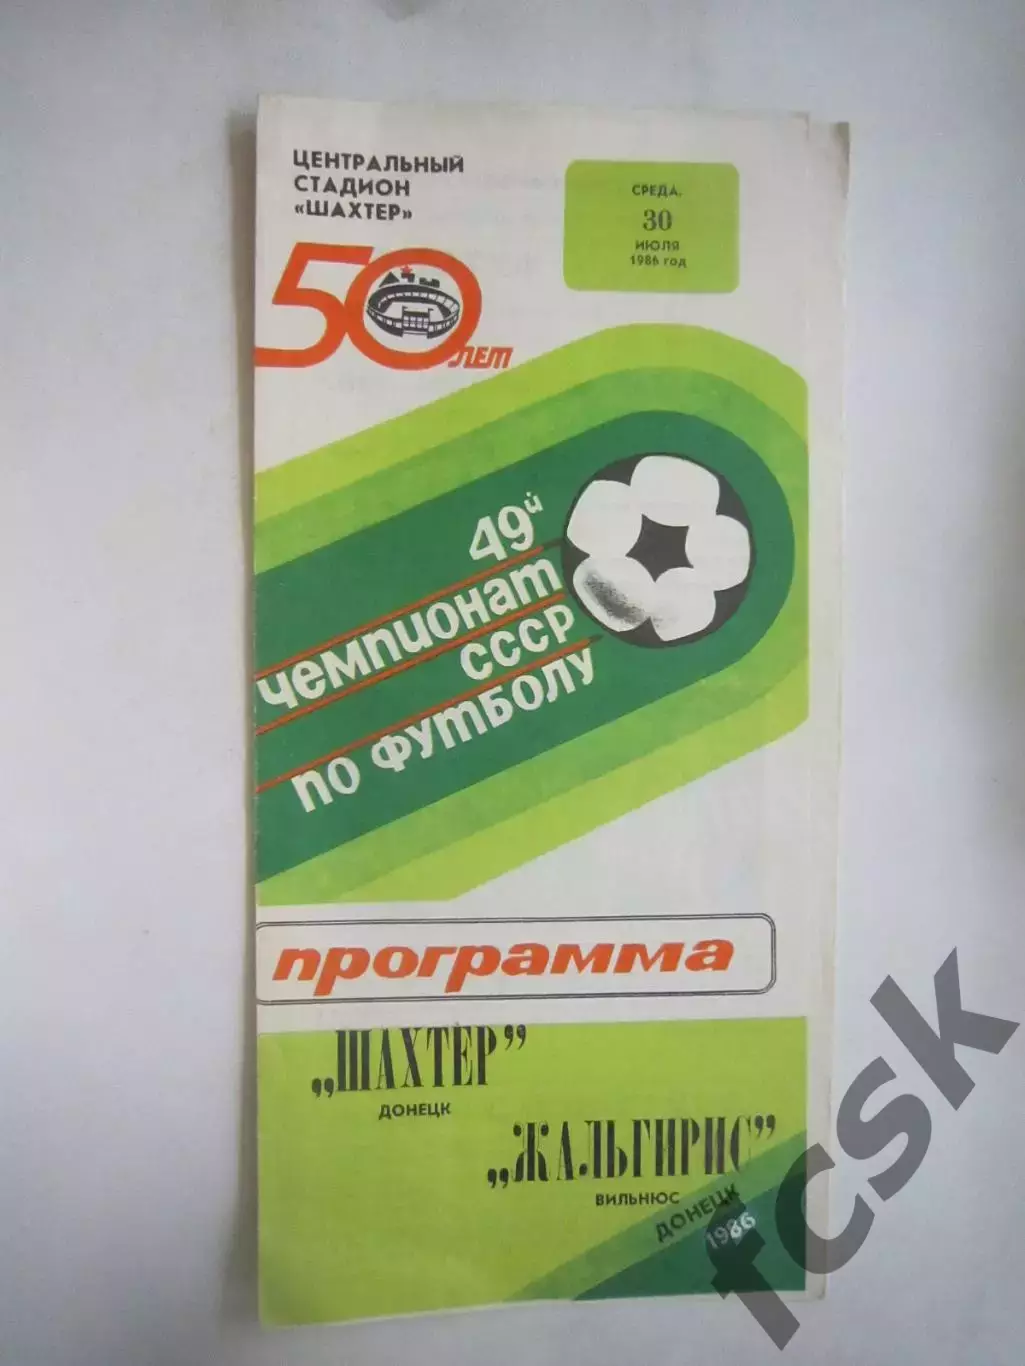 ЦЕНТРАЛЬНЫЙ
СТАДИОН
«ШАХТЕР»
СРЕДА,
30
ИЮЛЯ
1986 год
50 лет
49й
чемпионат
СССР
по футболу
программа
„ШАХТЁР”
ДОНЕЦК
„ЖАЛЬГИРИС”
ВИЛЬНЮС
ДОНЕЦК
1986
fcsk